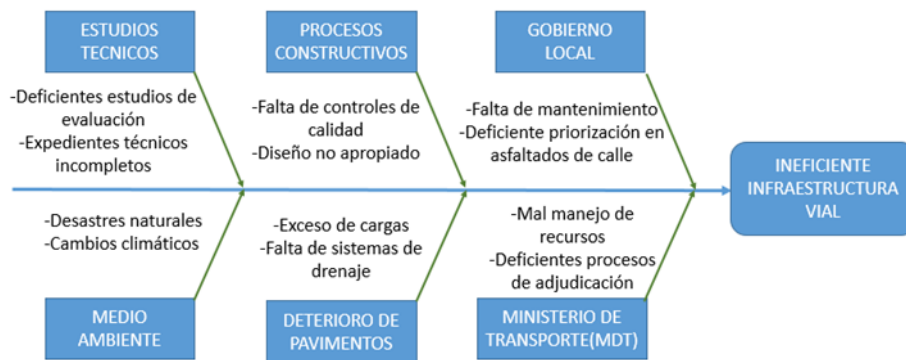 ESTUDIOS
TECNICOS
PROCESOS
CONSTRUCTIVOS
GOBIERNO
LOCAL
-Deficientes estudios de
evaluación
-Expedientes técnicos
incompletos
-Falta de controles de
calidad
-Diseño no apropiado
-Falta de mantenimiento
-Deficiente priorización en
asfaltados de calle
INEFICIENTE
INFRAESTRUCTURA
VIAL
-Desastres naturales
-Cambios climáticos
-Exceso de cargas
-Falta de sistemas de
drenaje
-Mal manejo de
recursos
-Deficientes procesos
de adjudicación
MEDIO
AMBIENTE
DETERIORO DE
PAVIMENTOS
MINISTERIO DE
TRANSPORTE(MDT)